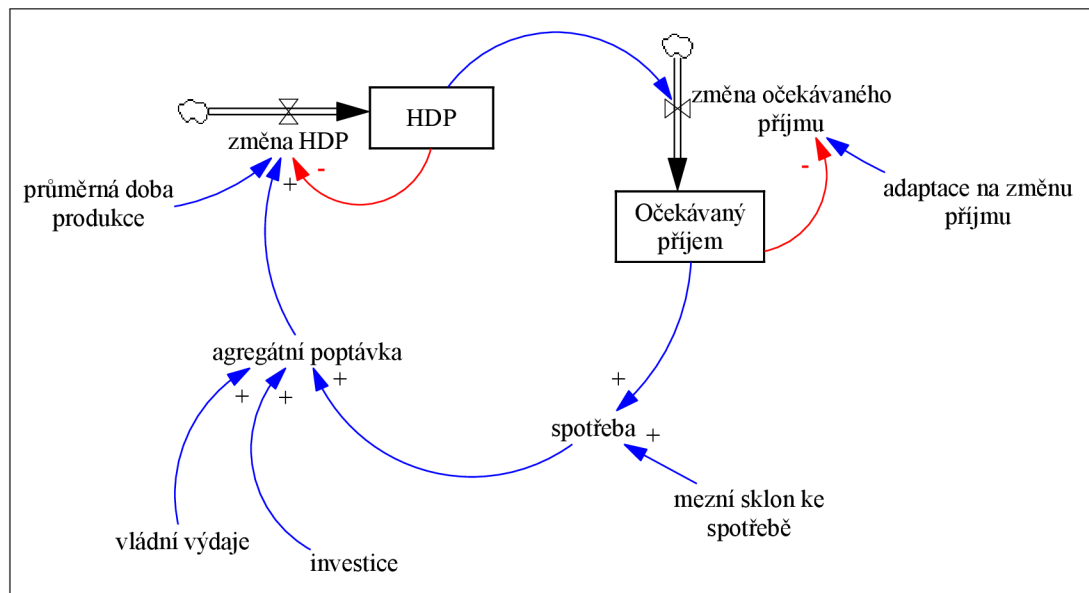 HDP
změna HDP
-
+
průměrná doba
produkce
změna očekávaného
příjmu
-
adaptace na změnu
příjmu
Očekávaný
příjem
agregátní poptávka
+
+
+
+
spotřeba
+
mezní sklon ke
spotřebě
vládní výdaje
investice